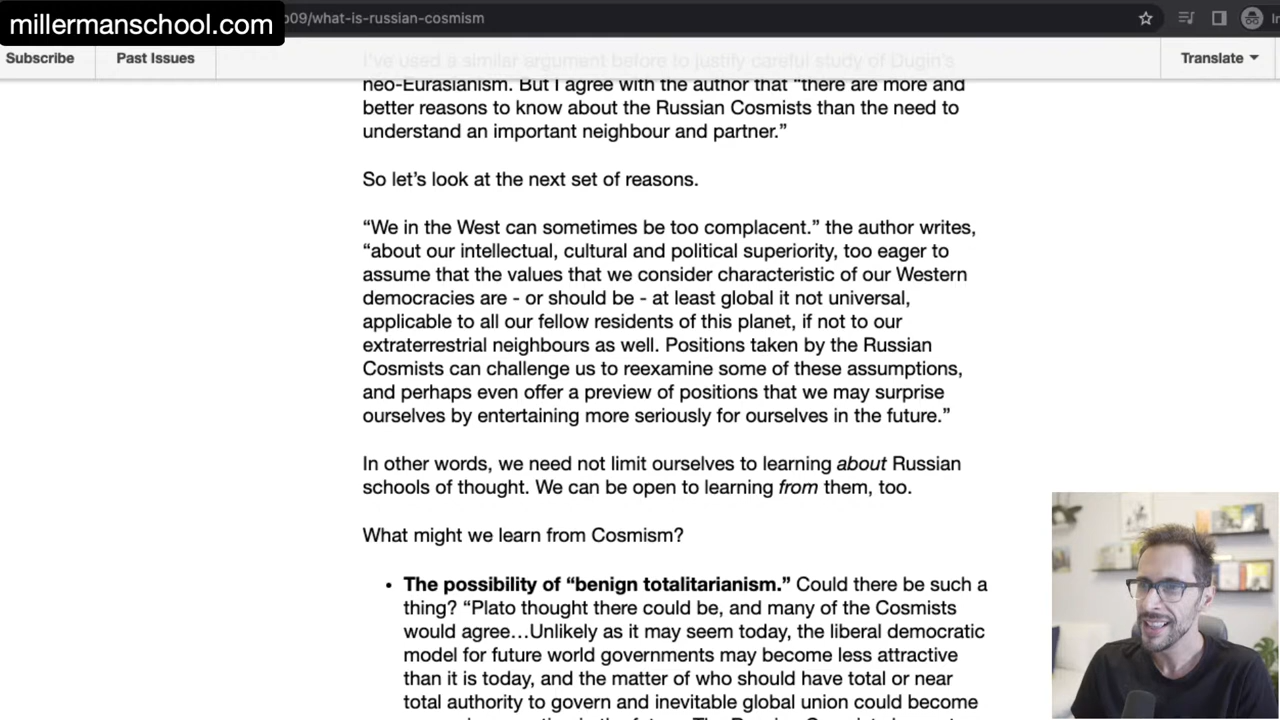 millermanschool.com
o09/what-is-russian-cosmism
Subscribe
Past Issues
Translate
I've used a similar argument before to justify careful study of Dugin's
neo-Eurasianism. But I agree with the author that “there are more and
better reasons to know about the Russian Cosmists than the need to
understand an important neighbour and partner.”
So let’s look at the next set of reasons.
“We in the West can sometimes be too complacent.” the author writes,
“about our intellectual, cultural and political superiority, too eager to
assume that the values that we consider characteristic of our Western
democracies are - or should be - at least global it not universal,
applicable to all our fellow residents of this planet, if not to our
extraterrestrial neighbours as well. Positions taken by the Russian
Cosmists can challenge us to reexamine some of these assumptions,
and perhaps even offer a preview of positions that we may surprise
ourselves by entertaining more seriously for ourselves in the future.”
In other words, we need not limit ourselves to learning about Russian
schools of thought. We can be open to learning from them, too.
What might we learn from Cosmism?
• The possibility of “benign totalitarianism.” Could there be such a
thing? “Plato thought there could be, and many of the Cosmists
would agree…Unlikely as it may seem today, the liberal democratic
model for future world governments may become less attractive
than it is today, and the matter of who should have total or near
total authority to govern and inevitable global union could become